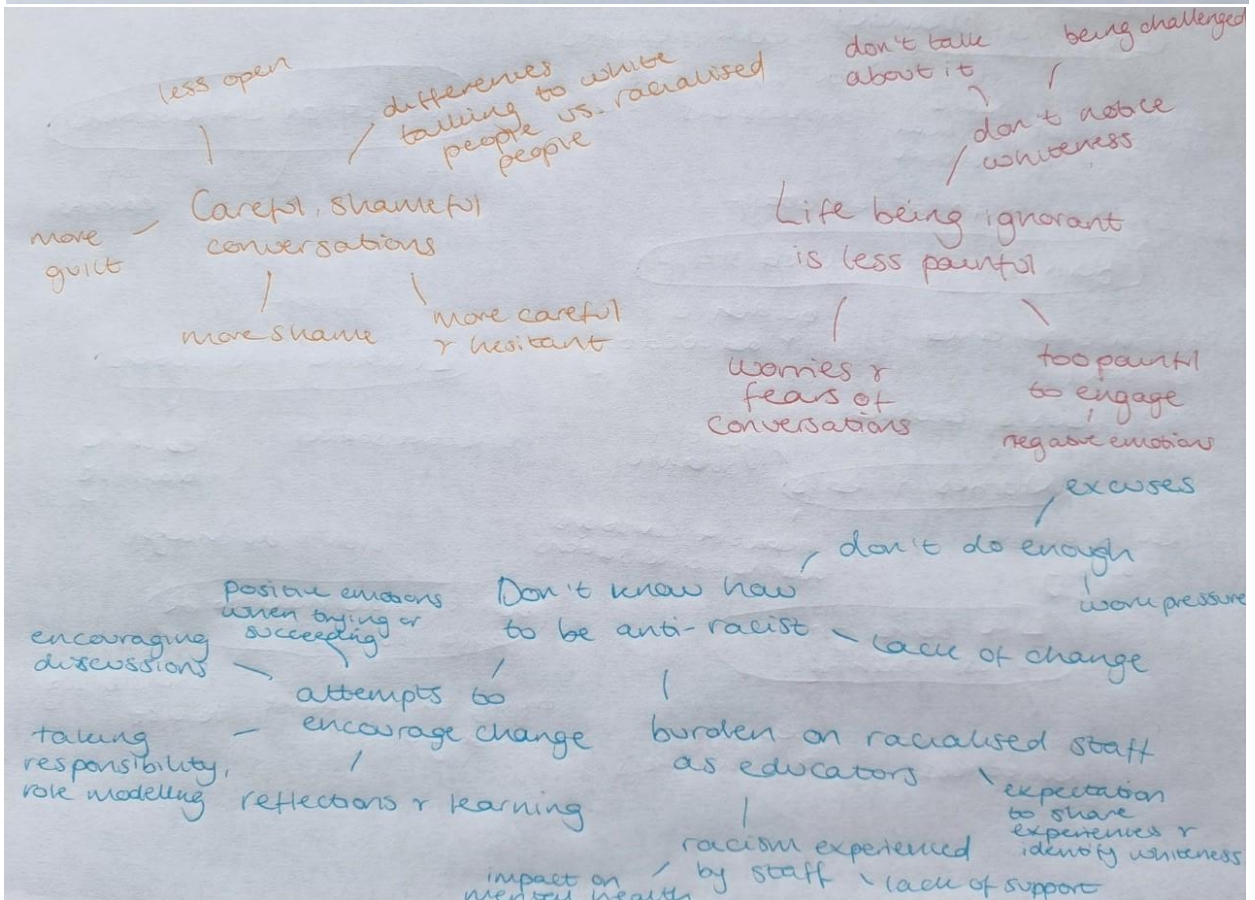 less open
differences
talking to white
people vs. racialised
people
Careful, shameful
conversations
more
guilt
more shame
more careful
& hesitant
don't talk
about it
being challenged
don't notice
whiteness
Life being ignorant
is less painful
worries &
fears of
conversations
too painful
to engage
negative emotions
excuses
don't do enough
work pressure
Don't know how
to be anti-racist
lack of change
positive emotions
when trying or
succeeding
encouraging
discussions
attempts to
encourage change
taking
responsibility,
role modelling
reflections & learning
burden on racialised staff
as educators
expectation
to share
experiences &
identify whiteness
racism experienced
by staff
lack of support
impact on
mental health